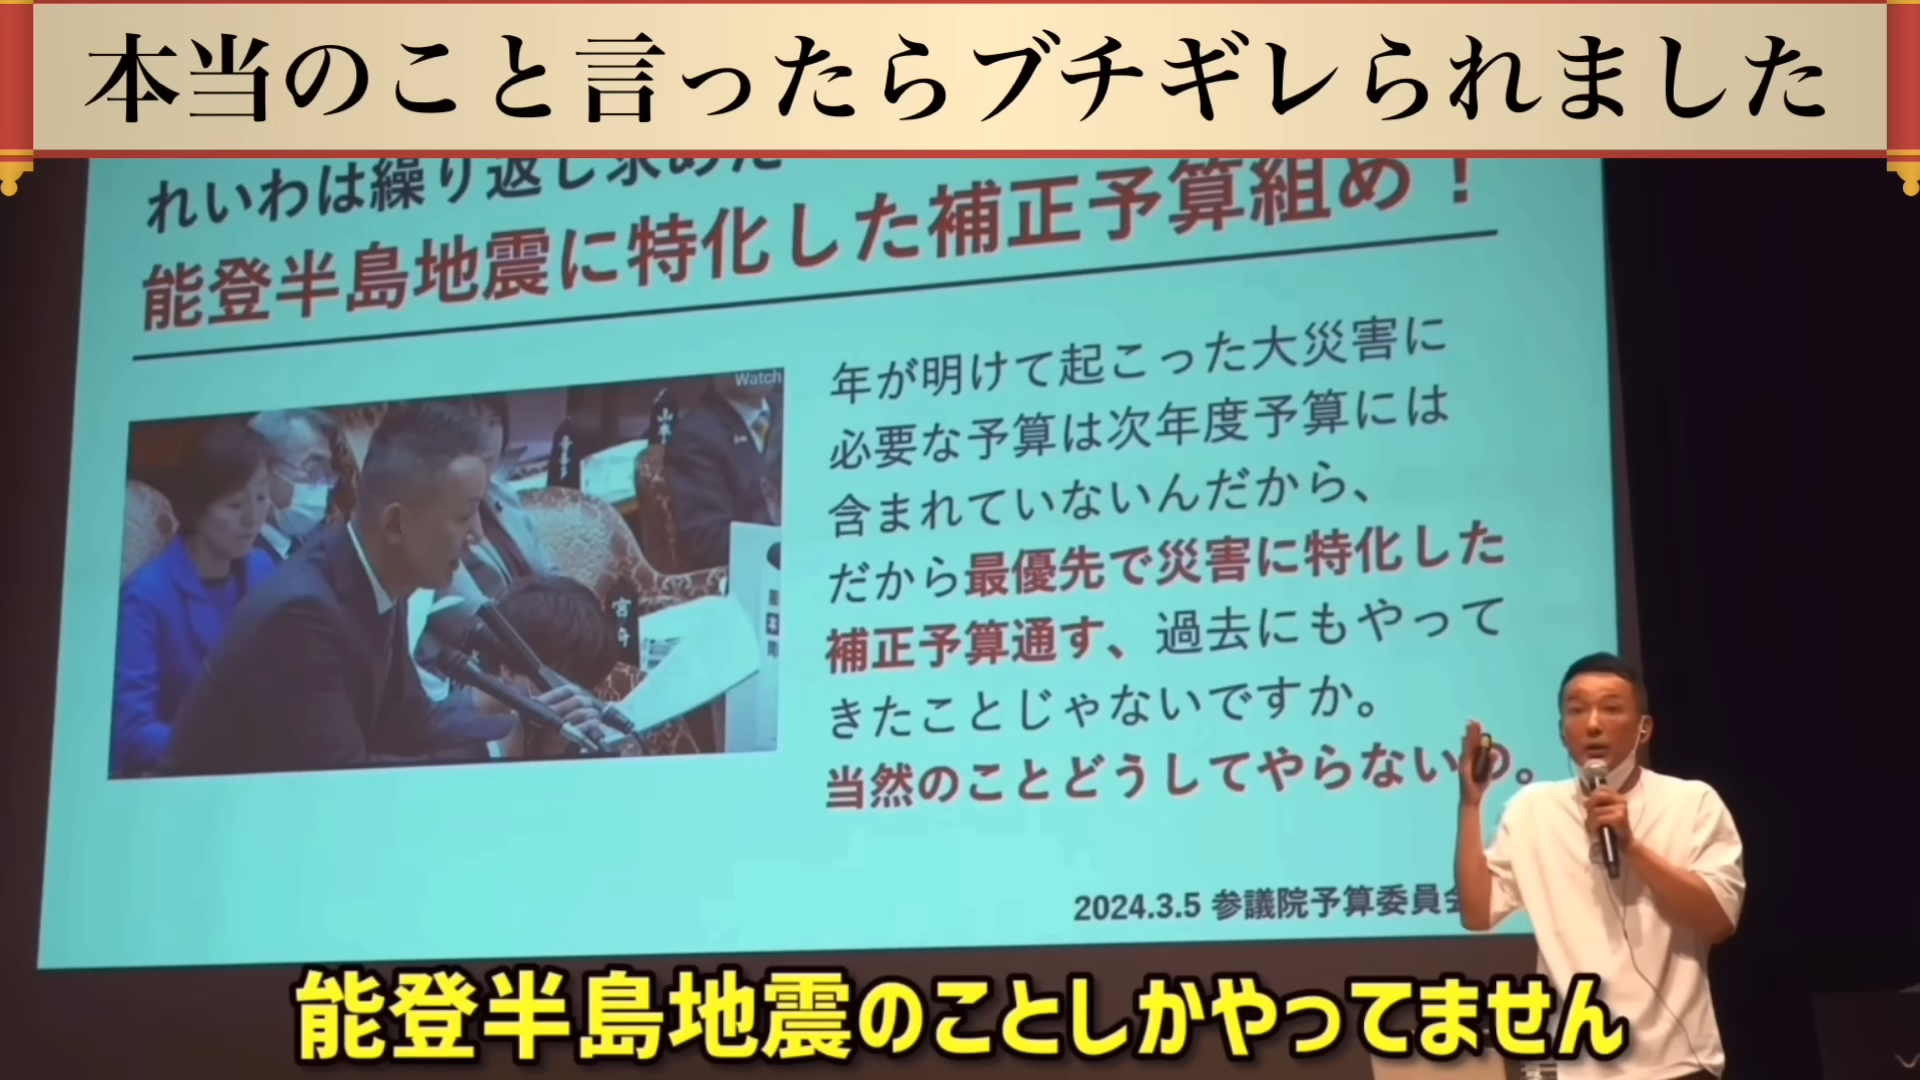 本当のこと言ったらブチギレられました
れいわは繰り返し求めた
能登半島地震に特化した補正予算組め！
Watch
年が明けて起こった大災害に
必要な予算は次年度予算には
含まれていないんだから、
だから最優先で災害に特化した
補正予算通す、過去にもやって
きたことじゃないですか。
当然のことどうしてやらないの。
2024.3.5 参議院予算委員会
能登半島地震のことしかやってません